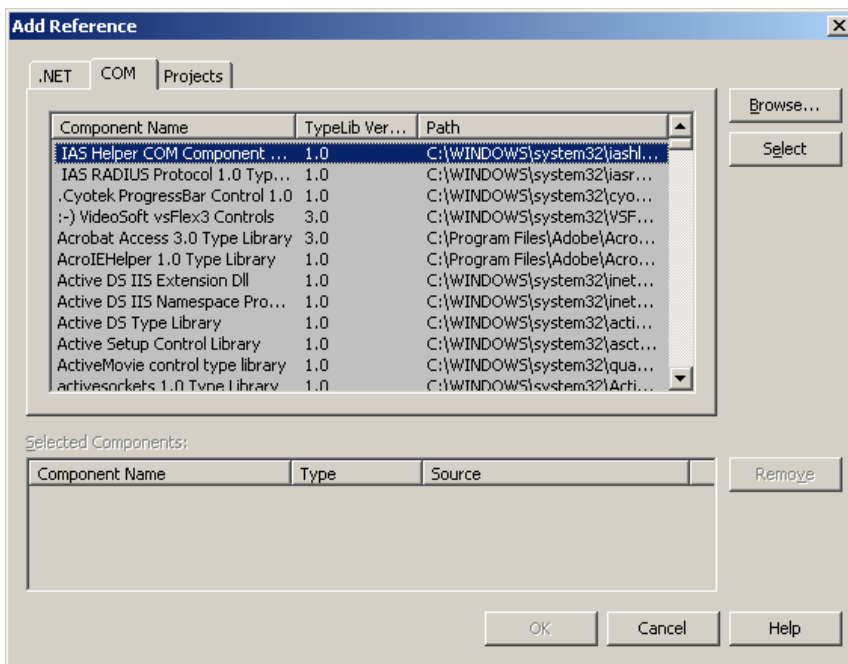 Add Reference
.NET COM Projects
Browse...
Select
Component Name TypeLib Ver... Path
IAS Helper COM Component ... 1.0 C:\WINDOWS\system32\iashl...
IAS RADIUS Protocol 1.0 Typ... 1.0 C:\WINDOWS\system32\iasr...
.Cyotek ProgressBar Control 1.0 1.0 C:\WINDOWS\system32\cyo...
:-) VideoSoft vsFlex3 Controls 3.0 C:\WINDOWS\system32\VSF...
Acrobat Access 3.0 Type Library 3.0 C:\Program Files\Adobe\Acro...
AcroIEHelper 1.0 Type Library 1.0 C:\Program Files\Adobe\Acro...
Active DS IIS Extension Dll 1.0 C:\WINDOWS\system32\inet...
Active DS IIS Namespace Pro... 1.0 C:\WINDOWS\system32\inet...
Active DS Type Library 1.0 C:\WINDOWS\system32\acti...
Active Setup Control Library 1.0 C:\WINDOWS\system32\asct...
ActiveMovie control type library 1.0 C:\WINDOWS\system32\qua...
activesockets 1.0 Type Library 1.0 C:\WINDOWS\system32\Acti...
Selected Components:
Component Name Type Source
Remove
OK Cancel Help